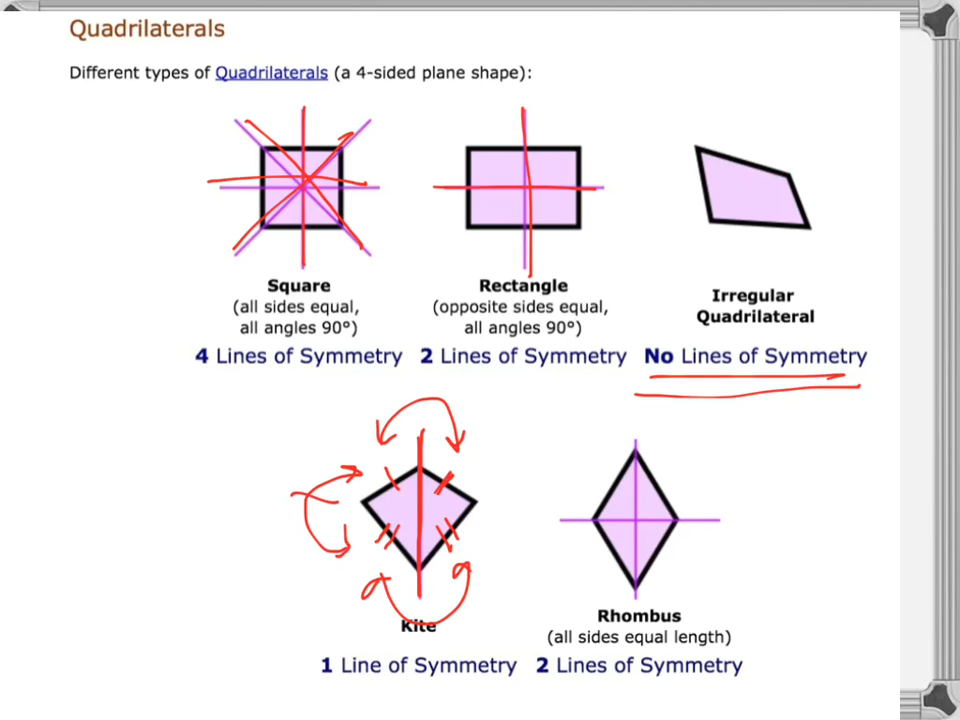 Quadrilaterals
Different types of Quadrilaterals (a 4-sided plane shape):
Square
(all sides equal,
all angles 90°)
4 Lines of Symmetry
Rectangle
(opposite sides equal,
all angles 90°)
2 Lines of Symmetry
Irregular
Quadrilateral
No Lines of Symmetry
Kite
1 Line of Symmetry
Rhombus
(all sides equal length)
2 Lines of Symmetry